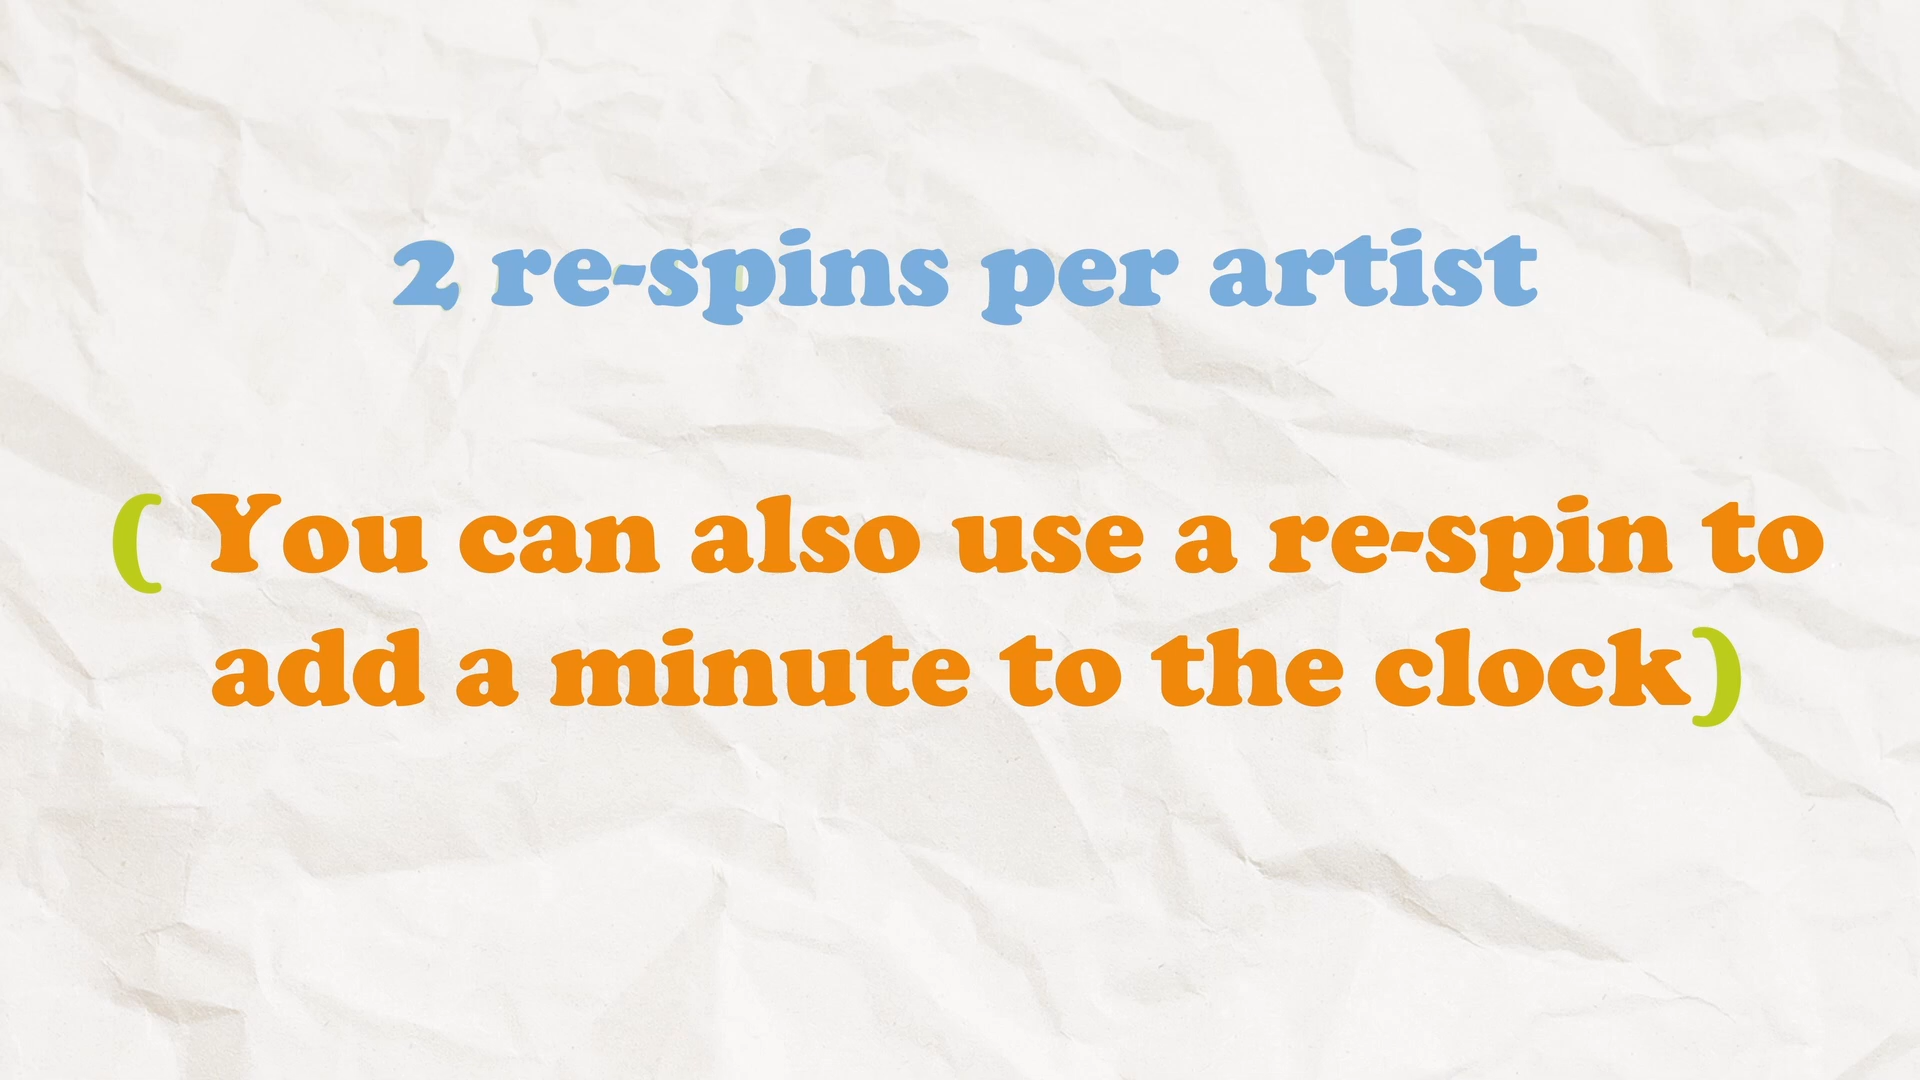 2 re-spins per artist
( You can also use a re-spin to
add a minute to the clock)